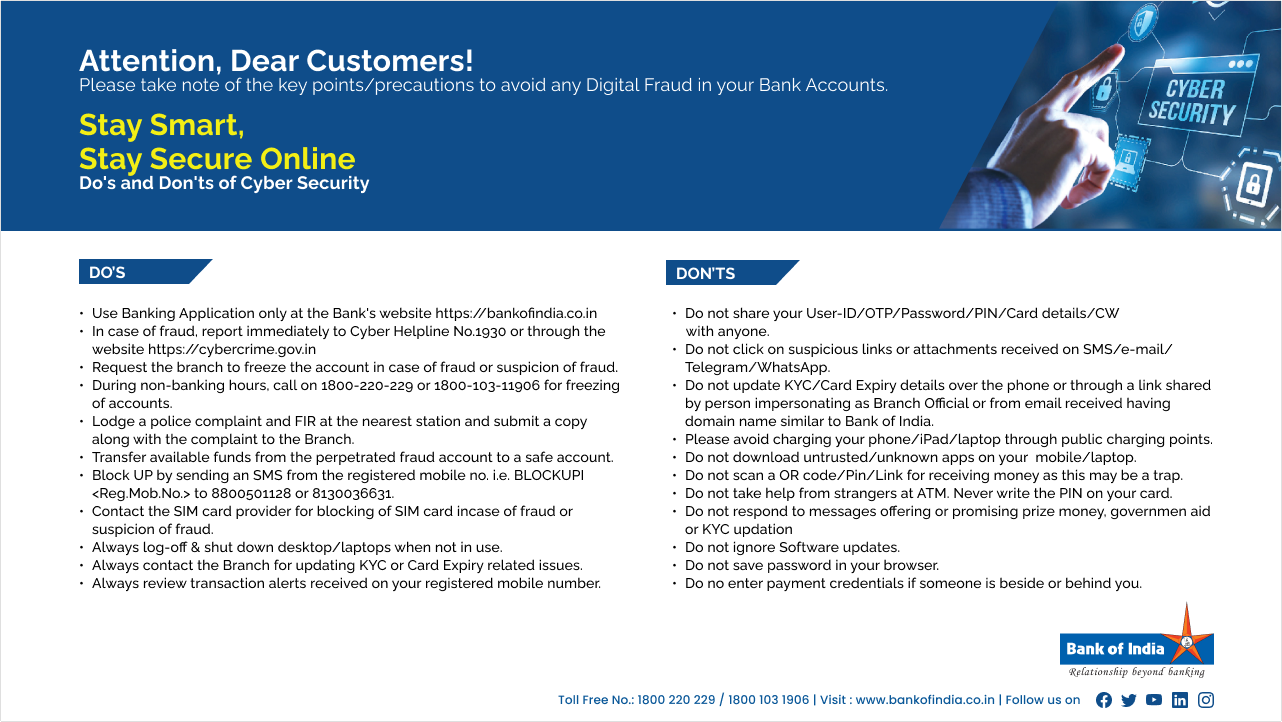 Attention, Dear Customers!
Please take note of the key points/precautions to avoid any Digital Fraud in your Bank Accounts.
Stay Smart,
Stay Secure Online
Do's and Don'ts of Cyber Security
CYBER
SECURITY
DO'S
• Use Banking Application only at the Bank's website https://bankofindia.co.in
• In case of fraud, report immediately to Cyber Helpline No.1930 or through the
website https://cybercrime.gov.in
• Request the branch to freeze the account in case of fraud or suspicion of fraud.
• During non-banking hours, call on 1800-220-229 or 1800-103-11906 for freezing
of accounts.
• Lodge a police complaint and FIR at the nearest station and submit a copy
along with the complaint to the Branch.
• Transfer available funds from the perpetrated fraud account to a safe account.
• Block UP by sending an SMS from the registered mobile no. i.e. BLOCKUPI
<Reg.Mob.No.> to 8800501128 or 8130036631.
• Contact the SIM card provider for blocking of SIM card incase of fraud or
suspicion of fraud.
• Always log-off & shut down desktop/laptops when not in use.
• Always contact the Branch for updating KYC or Card Expiry related issues.
• Always review transaction alerts received on your registered mobile number.
DON'TS
• Do not share your User-ID/OTP/Password/PIN/Card details/CW
with anyone.
• Do not click on suspicious links or attachments received on SMS/e-mail/
Telegram/WhatsApp.
• Do not update KYC/Card Expiry details over the phone or through a link shared
by person impersonating as Branch Official or from email received having
domain name similar to Bank of India.
• Please avoid charging your phone/iPad/laptop through public charging points.
• Do not download untrusted/unknown apps on your mobile/laptop.
• Do not scan a OR code/Pin/Link for receiving money as this may be a trap.
• Do not take help from strangers at ATM. Never write the PIN on your card.
• Do not respond to messages offering or promising prize money, governmen aid
or KYC updation
• Do not ignore Software updates.
• Do not save password in your browser.
• Do no enter payment credentials if someone is beside or behind you.
Bank of India
Relationship beyond banking
Toll Free No.: 1800 220 229 / 1800 103 1906 | Visit : www.bankofindia.co.in | Follow us on